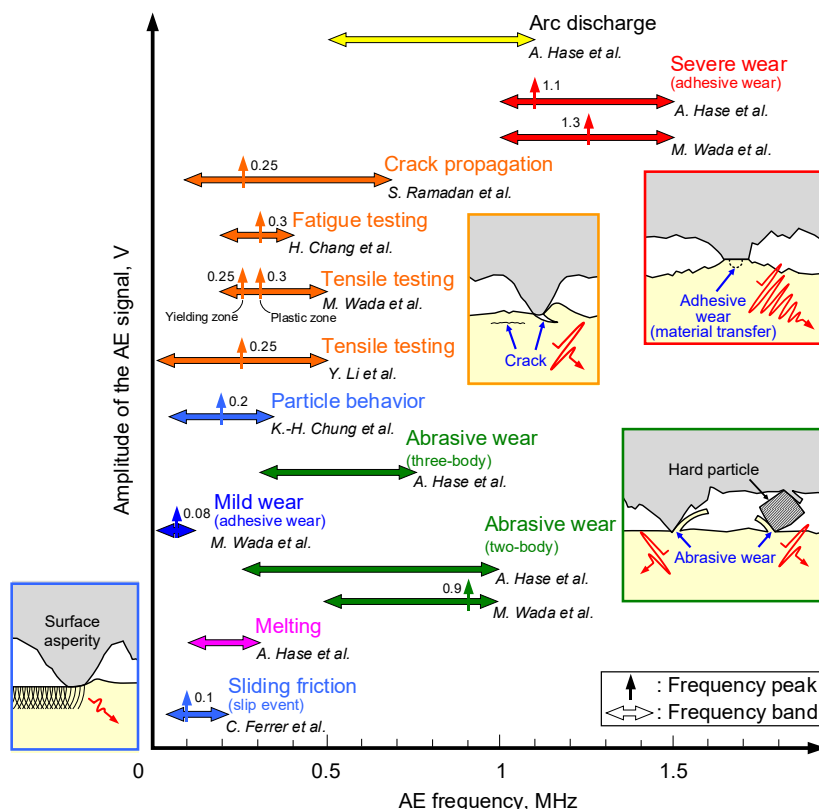 Amplitude of the AE signal, V
Arc discharge
A. Hase et al.
Severe wear
(adhesive wear)
1.1
A. Hase et al.
1.3
M. Wada et al.
Crack propagation
0.25
S. Ramadan et al.
Fatigue testing
0.3
H. Chang et al.
Tensile testing
0.25
0.3
M. Wada et al.
Yielding zone
Plastic zone
Tensile testing
0.25
Y. Li et al.
Crack
Adhesive
wear
(material transfer)
Particle behavior
0.2
K.-H. Chung et al.
Abrasive wear
(three-body)
A. Hase et al.
Hard particle
Abrasive wear
Mild wear
(adhesive wear)
0.08
M. Wada et al.
Abrasive wear
(two-body)
A. Hase et al.
0.9
M. Wada et al.
Surface
asperity
Melting
A. Hase et al.
Sliding friction
(slip event)
0.1
C. Ferrer et al.
: Frequency peak
: Frequency band
0
0.5
1
1.5
AE frequency, MHz